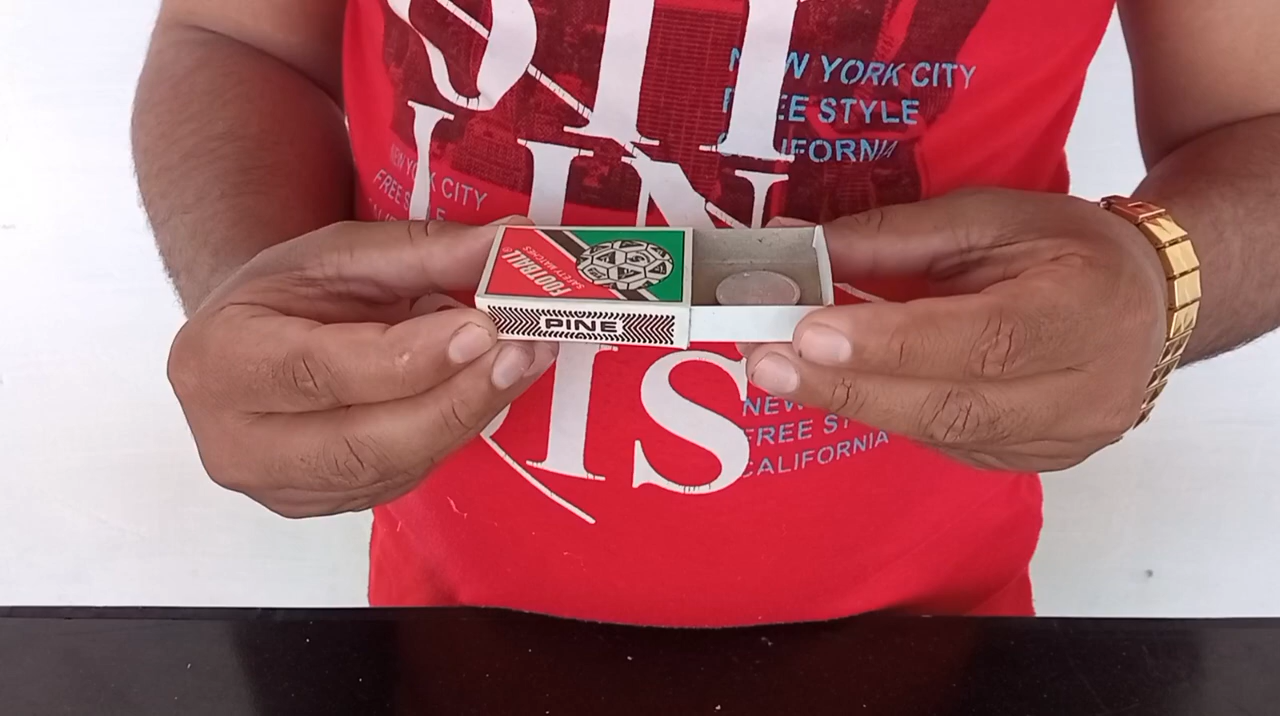 NEW YORK CITY
FREE STYLE
CALIFORNIA
NEW YORK CITY
FREE STYLE
FOOTBALL®
SAFETY MATCHES
PINE
IS
NEW
FREE ST
CALIFORNIA